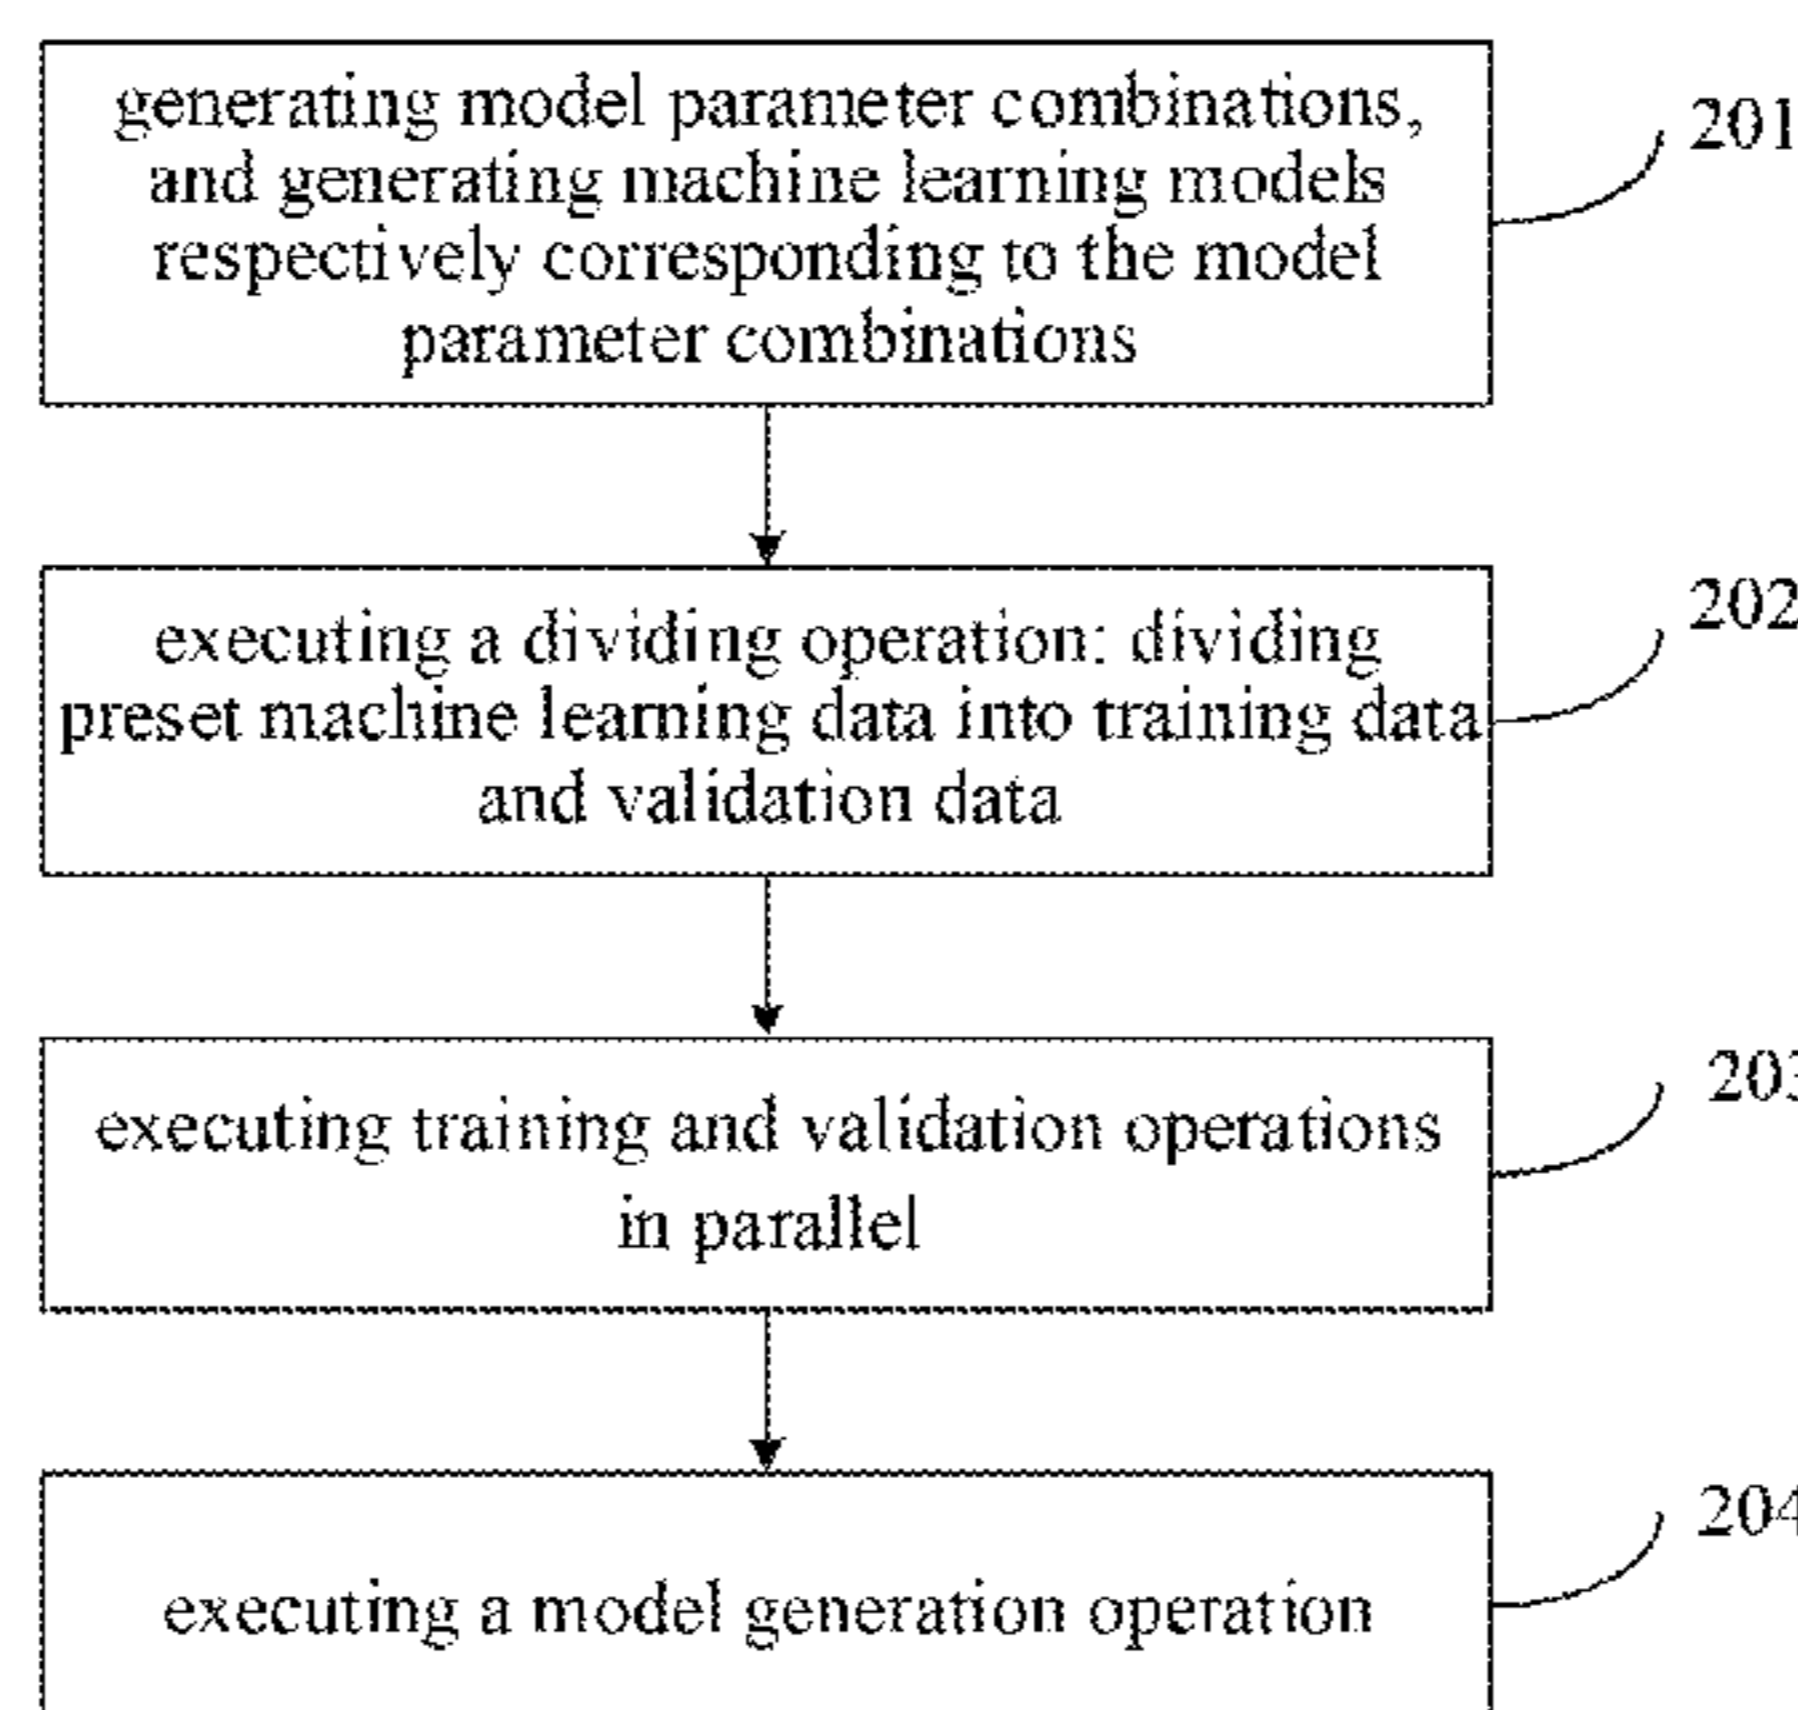 generating model parameter combinations,
and generating machine learning models
respectively corresponding to the model
parameter combinations
201
executing a dividing operation: dividing
preset machine learning data into training data
and validation data
202
executing training and validation operations
in parallel
203
executing a model generation operation
204